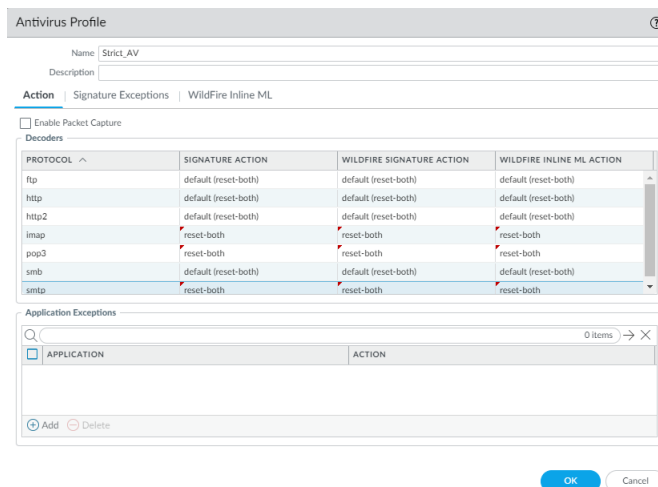 Antivirus Profile
Name Strict_AV
Description
Action Signature Exceptions WildFire Inline ML
Enable Packet Capture
Decoders
PROTOCOL SIGNATURE ACTION WILDFIRE SIGNATURE ACTION WILDFIRE INLINE ML ACTION
ftp default (reset-both) default (reset-both) default (reset-both)
http default (reset-both) default (reset-both) default (reset-both)
http2 default (reset-both) default (reset-both) default (reset-both)
imap reset-both reset-both reset-both
pop3 reset-both reset-both reset-both
smb default (reset-both) default (reset-both) default (reset-both)
smtp reset-both reset-both reset-both
Application Exceptions
0 items
APPLICATION ACTION
Add Delete
OK Cancel